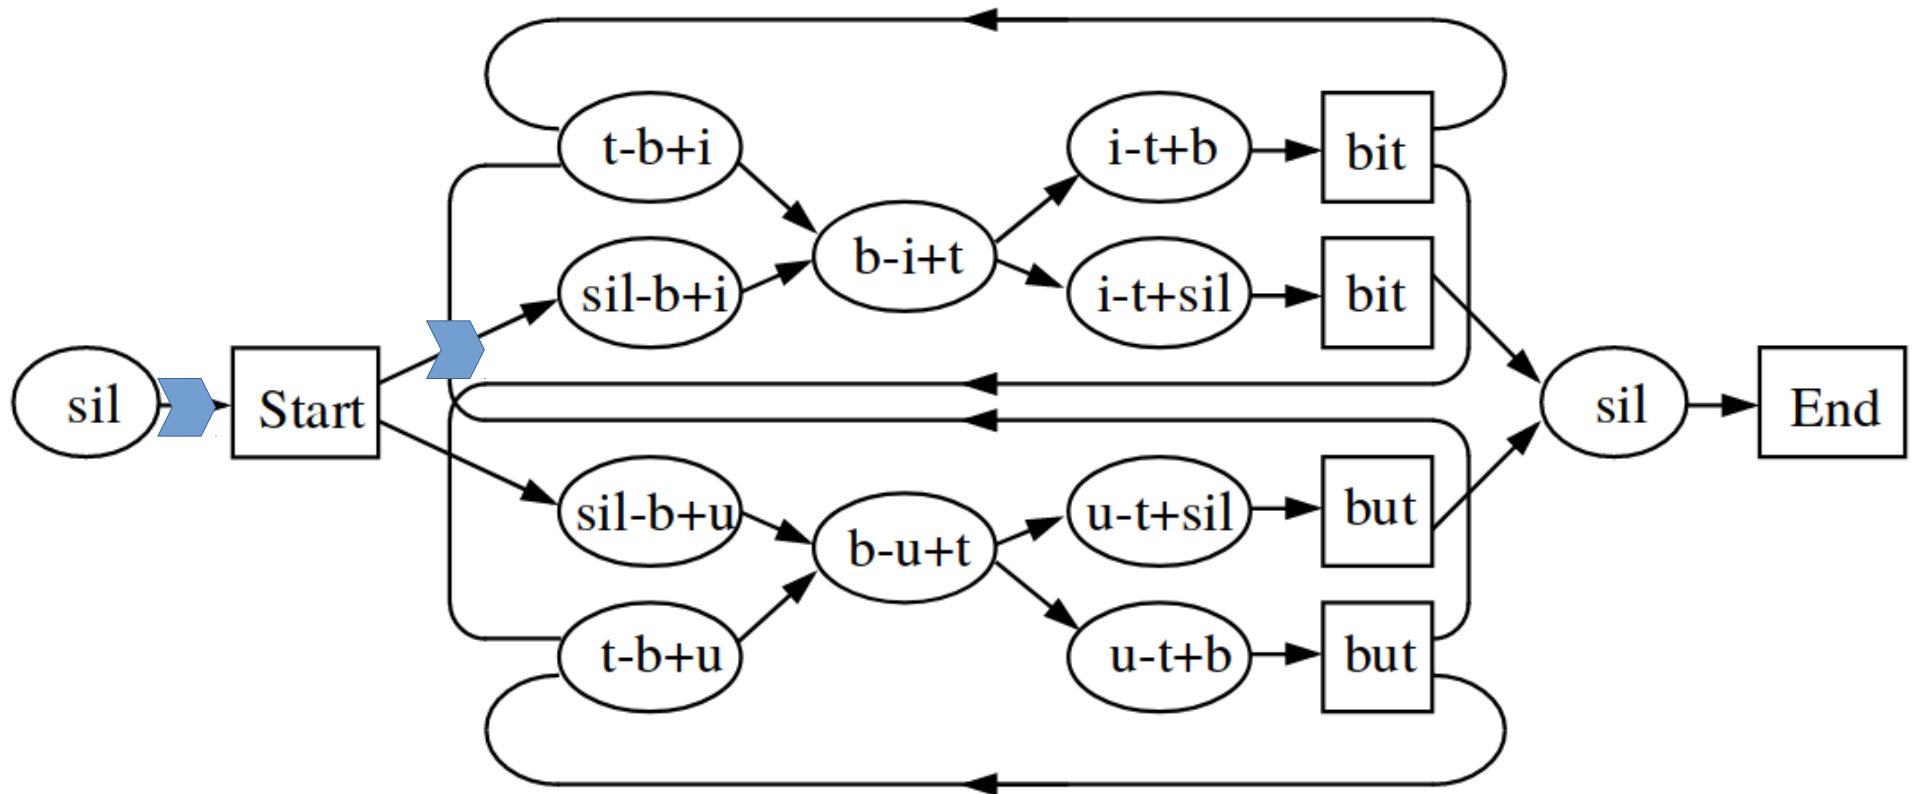 t-b+i
i-t+b
bit
b-i+t
sil-b+i
i-t+sil
bit
sil
Start
sil
End
sil-b+u
u-t+sil
but
b-u+t
t-b+u
u-t+b
but